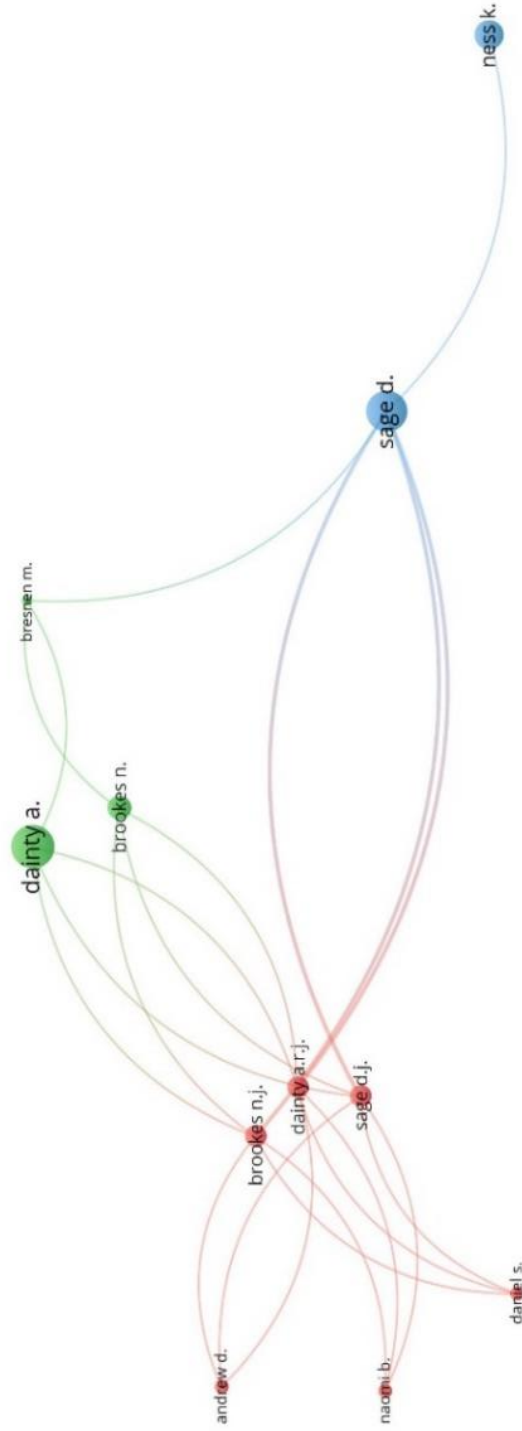 ness k.
sage d.
bresnen m.
brookes n.
dainty a.
dainty a.r.j.
sage d.j.
brookes n.j.
daniel s.
andrew d.
naomi b.